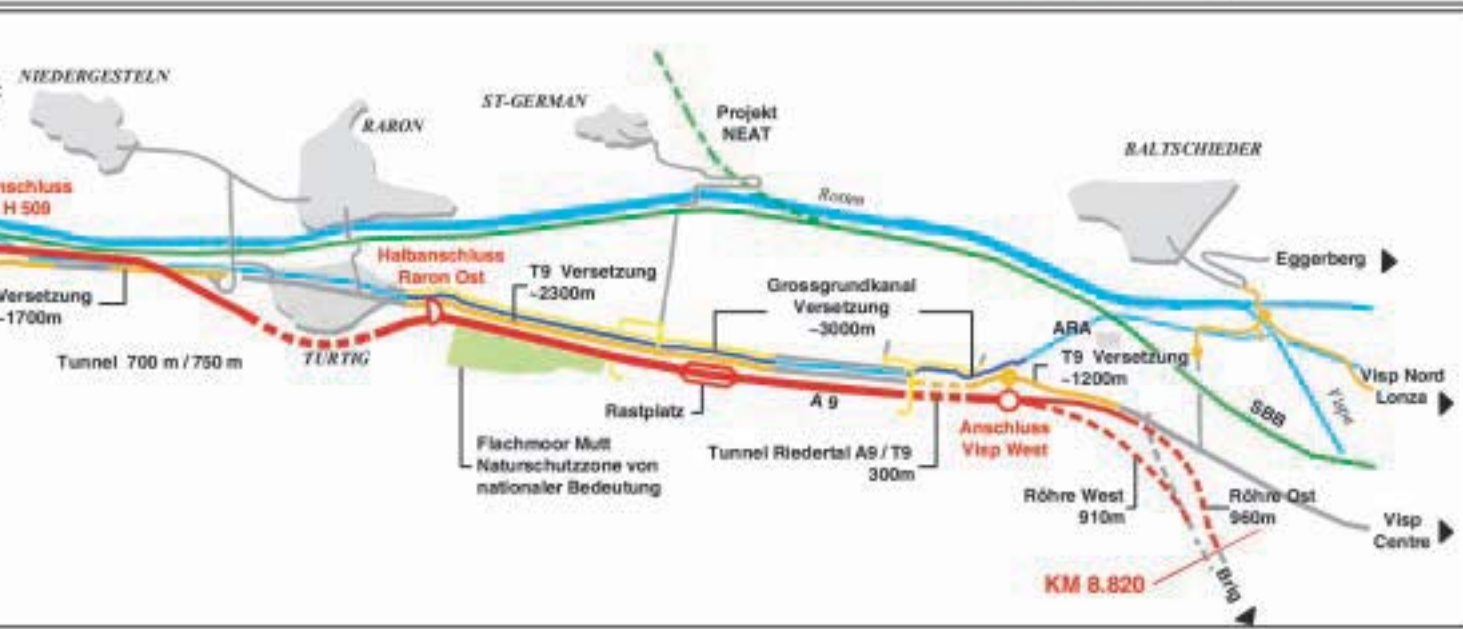 NIEDERGESTELN
RARON
ST-GERMAN
Projekt
NEAT
BALTSCHIEDER
nschluss
H 509
Rotten
Halbanschluss
Raron Ost
T9 Versetzung
~2300m
Grossgrundkanal
Versetzung
~3000m
Eggerberg
Versetzung
~1700m
Tunnel 700 m / 750 m
TURTIG
ARA
T9 Versetzung
~1200m
Visp Nord
Lonza
Vispe
SBB
Rastplatz
A 9
Anschluss
Visp West
Flachmoor Mutt
Naturschutzzone von
nationaler Bedeutung
Tunnel Riedertal A9 / T9
300m
Röhre West
910m
Röhre Ost
960m
Visp
Centre
KM 8.820
Brig